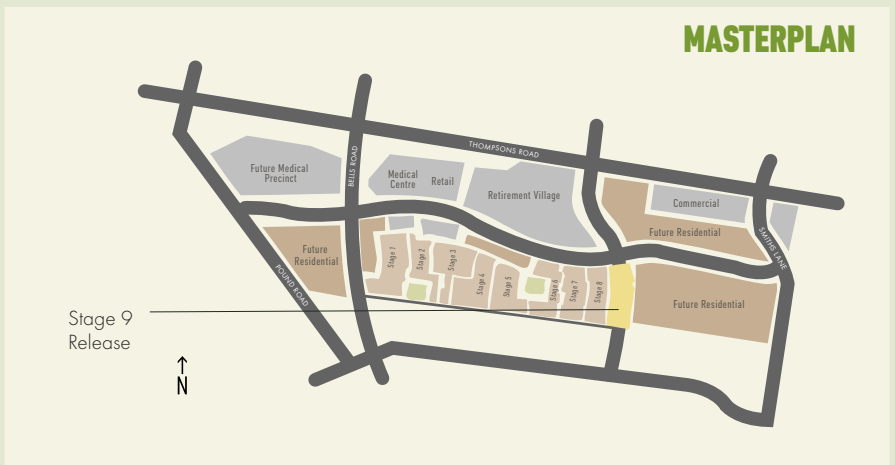 MASTERPLAN
THOMPSONS ROAD
BELLS ROAD
Future Medical
Precinct
Medical
Centre
Retail
Retirement Village
Commercial
Future Residential
SMITHS LANE
Future
Residential
POUND ROAD
Stage 1
Stage 2
Stage 3
Stage 4
Stage 5
Stage 6
Stage 7
Stage 8
Future Residential
Stage 9
Release
N